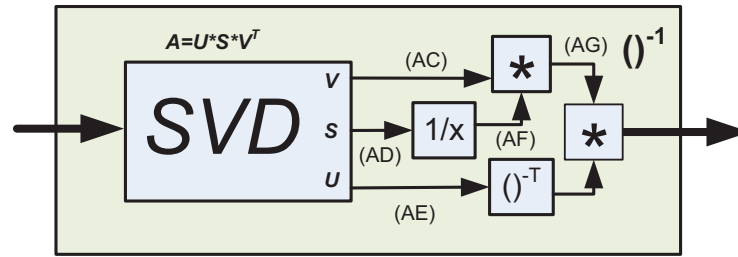 A=U*S*V^T
()^-1
SVD
V
S
U
(AC)
(AD)
(AE)
1/x
(AF)
()^-T
*
(AG)
*